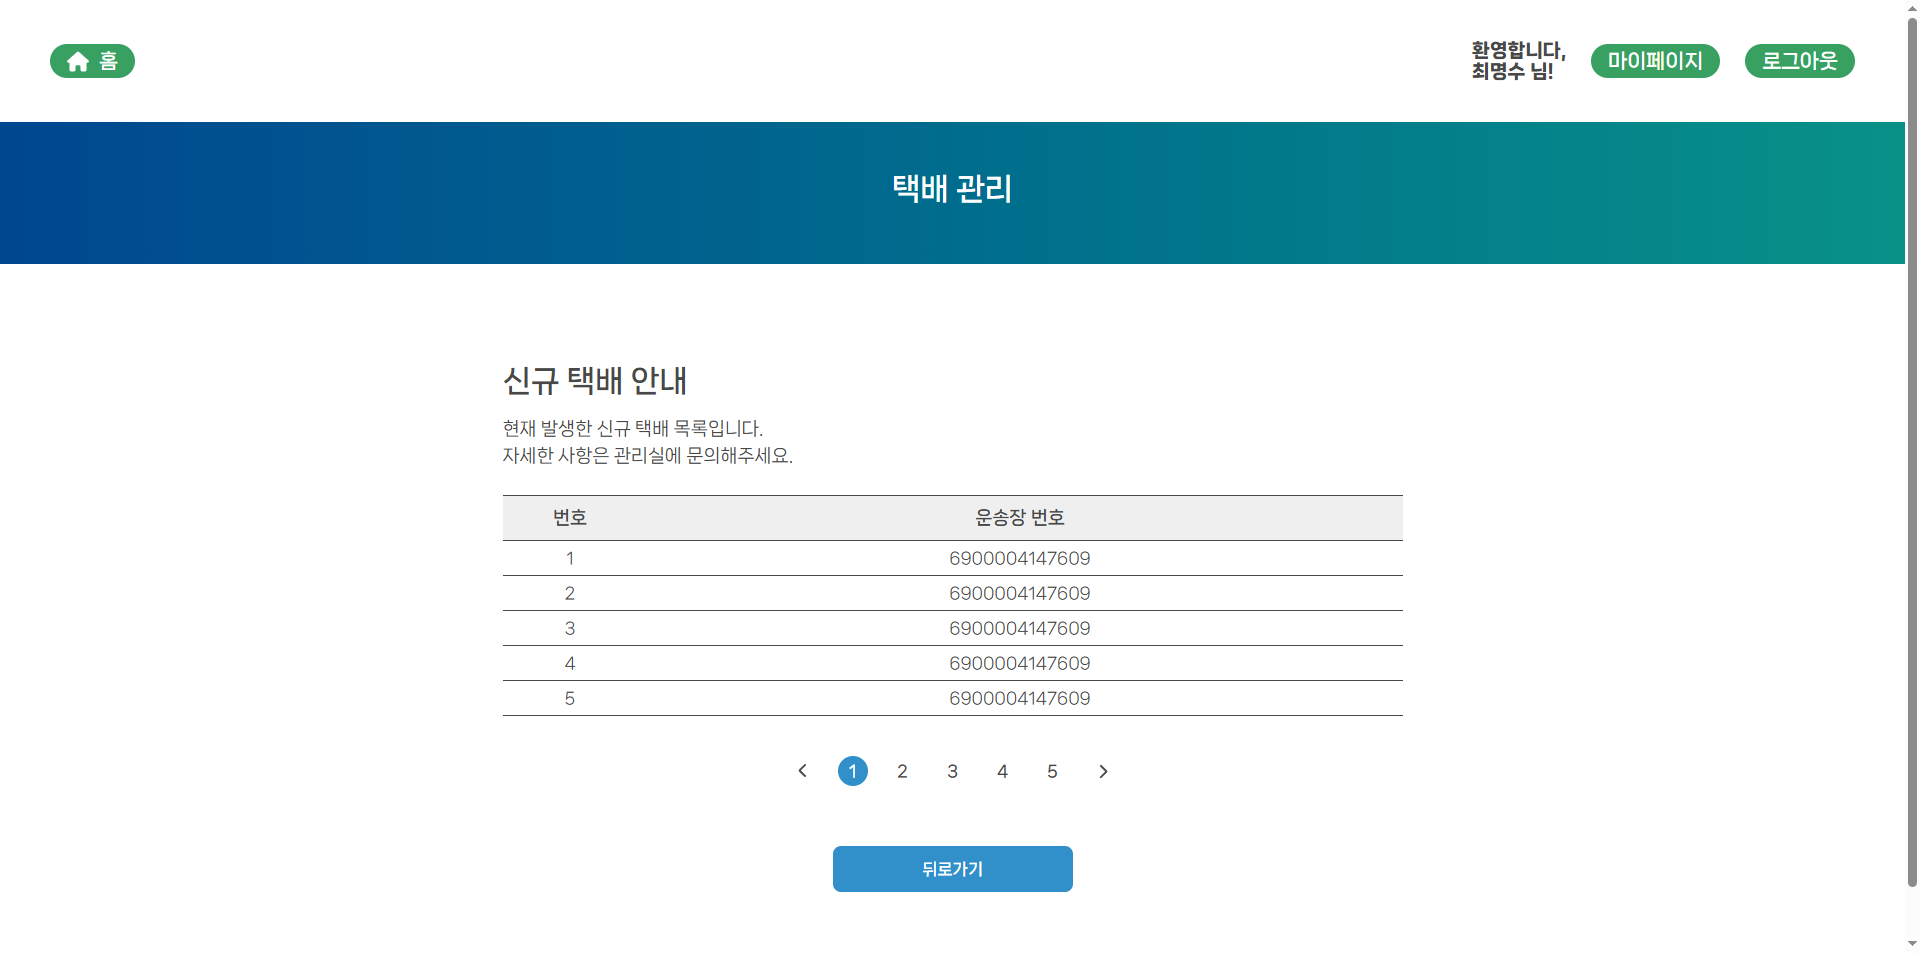 홈
환영합니다,
최명수 님!
마이페이지
로그아웃
택배 관리
신규 택배 안내
현재 발생한 신규 택배 목록입니다.
자세한 사항은 관리실에 문의해주세요.
번호 운송장 번호
1 6900004147609
2 6900004147609
3 6900004147609
4 6900004147609
5 6900004147609
1 2 3 4 5
뒤로가기